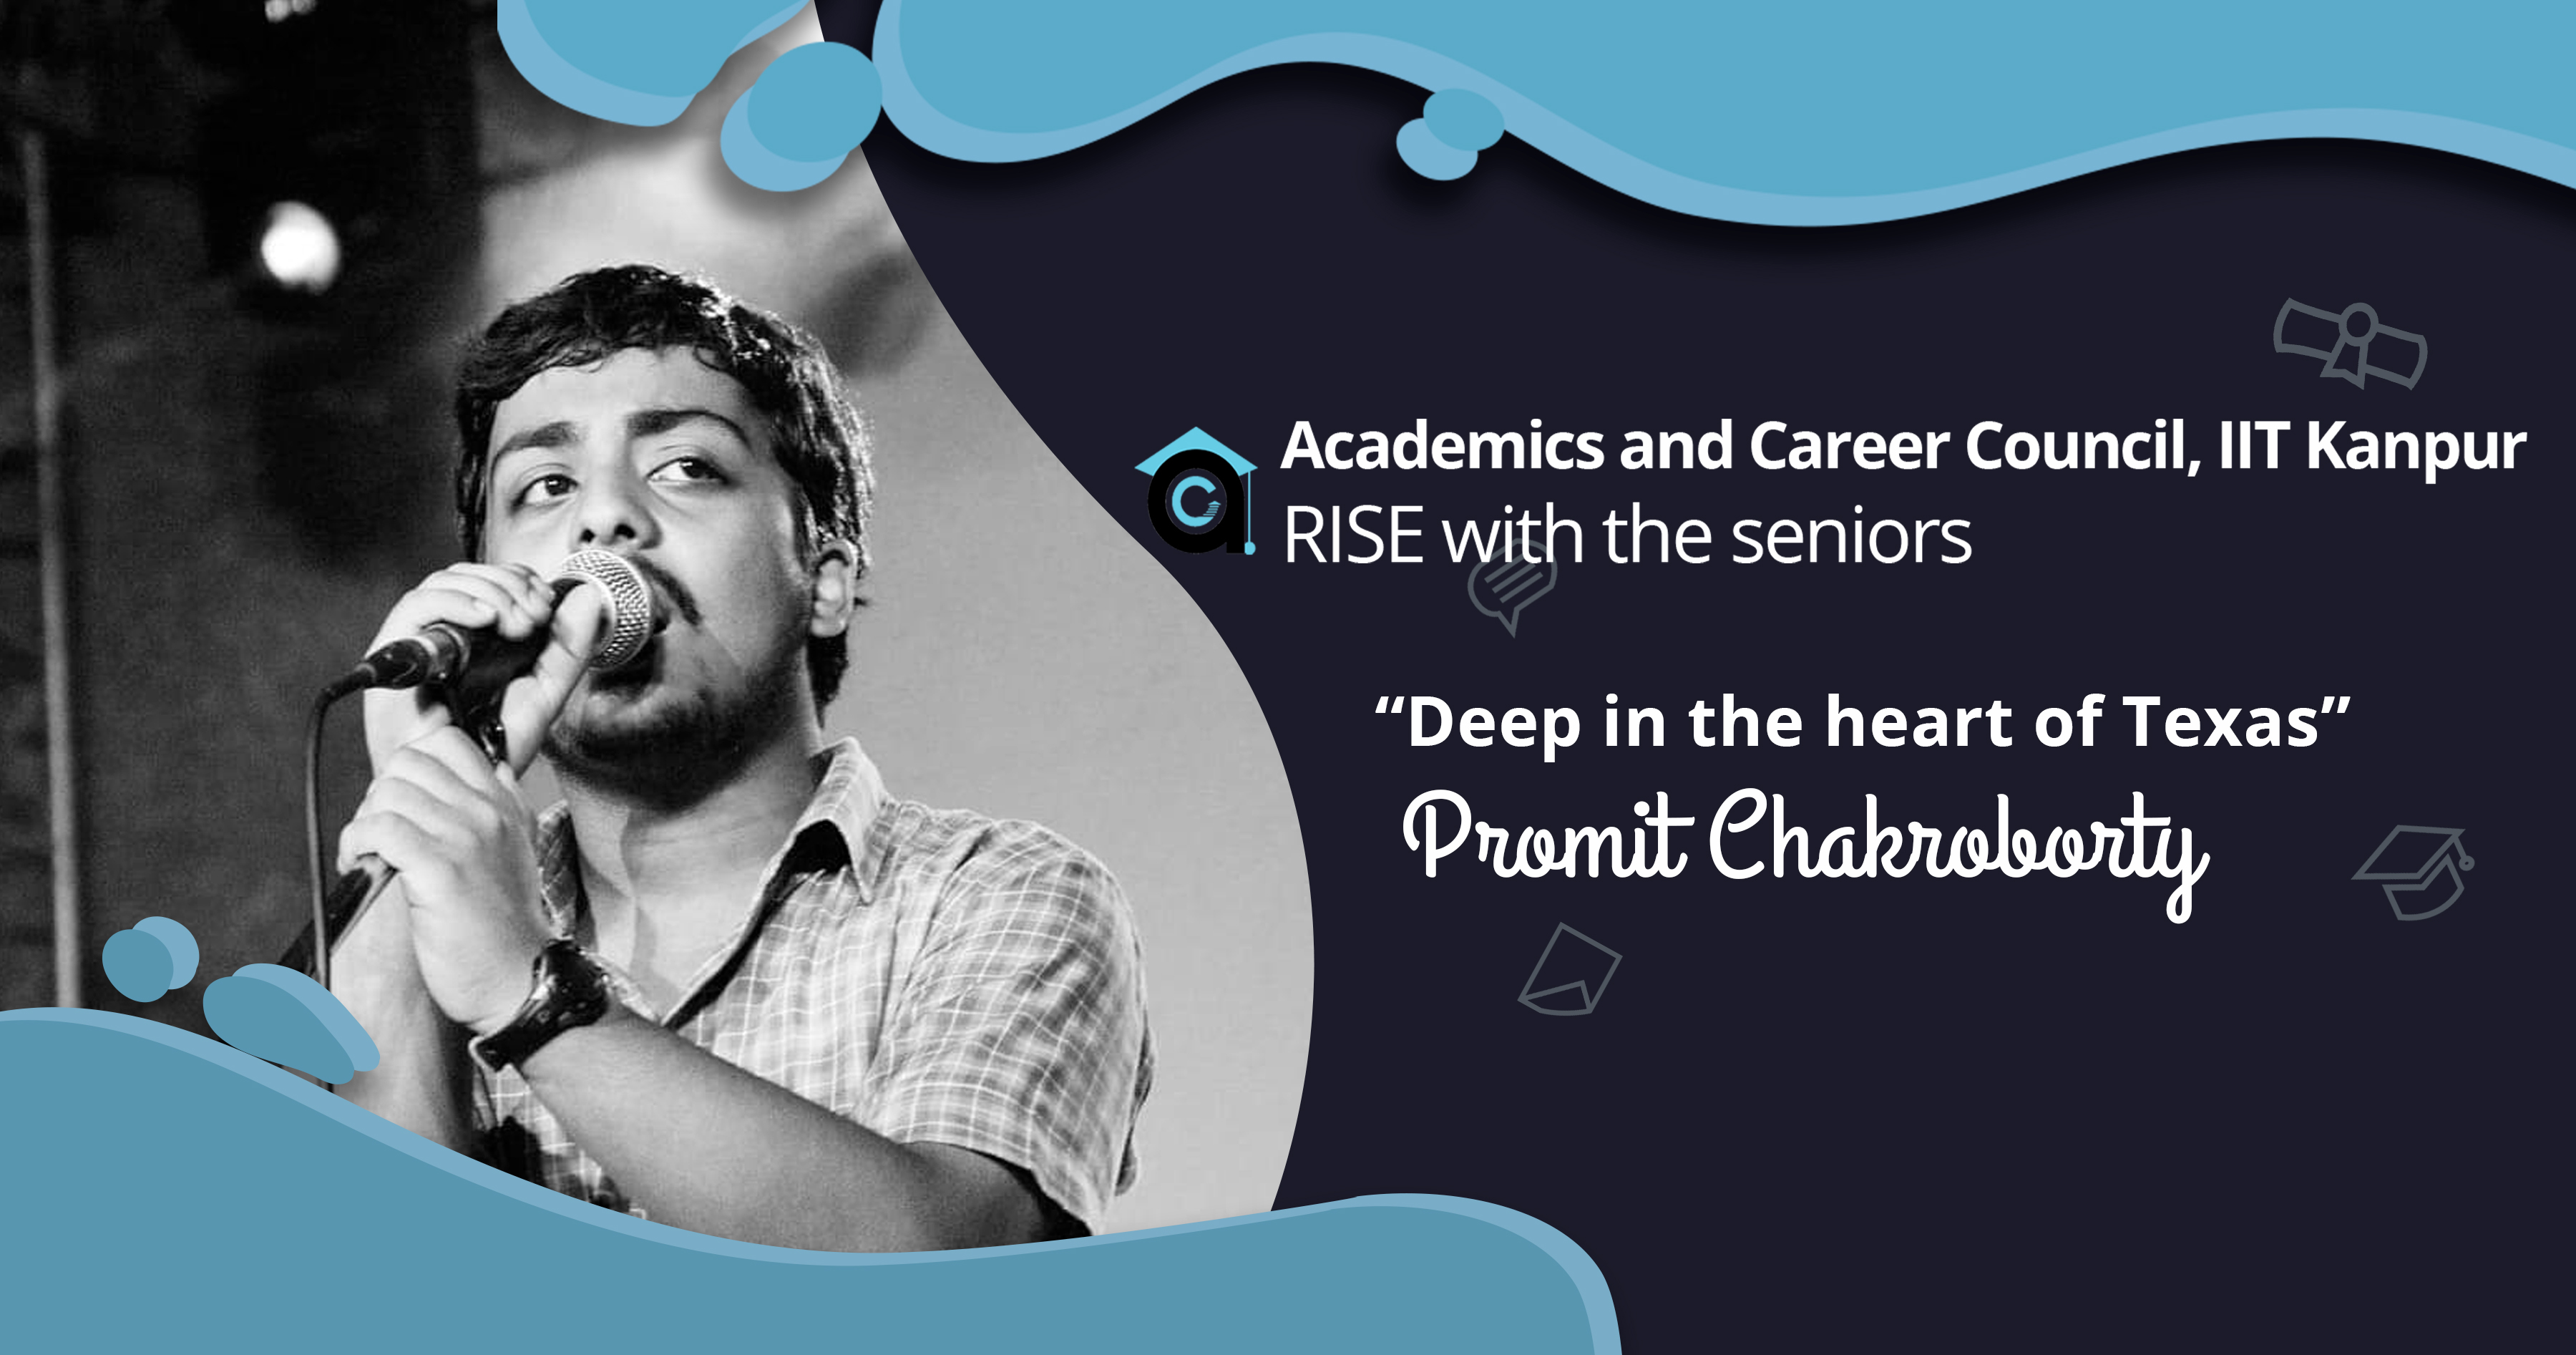 Academics and Career Council, IIT Kanpur
RISE with the seniors
“Deep in the heart of Texas”
Promit Chakroborty